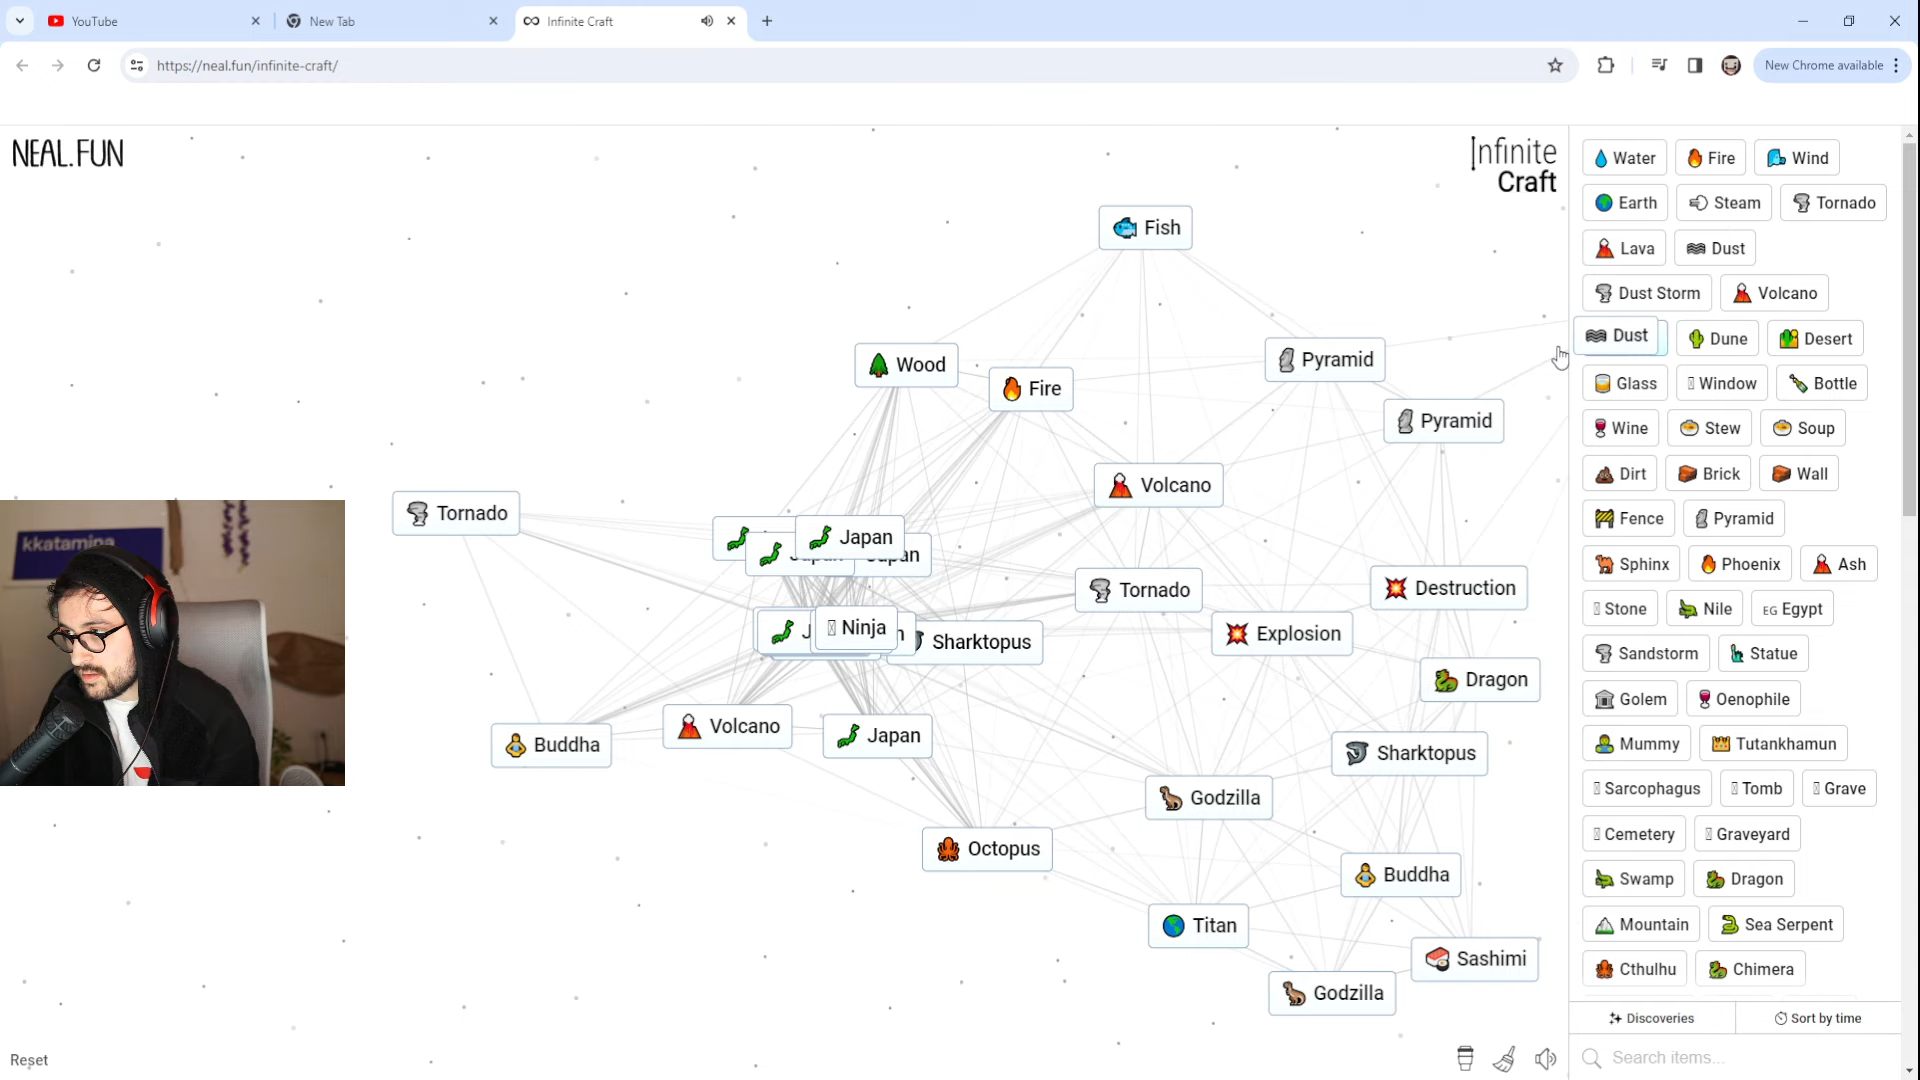 YouTube
New Tab
Infinite Craft
https://neal.fun/infinite-craft/
New Chrome available
NEAL.FUN
Infinite
Craft
Fish
Wood
Fire
Pyramid
Pyramid
Volcano
Tornado
Japan
Tornado
Destruction
Ninja
Sharktopus
Explosion
Dragon
Buddha
Volcano
Japan
Sharktopus
Godzilla
Octopus
Buddha
Titan
Sashimi
Godzilla
Reset
kkatamina
Water Fire Wind
Earth Steam Tornado
Lava Dust
Dust Storm Volcano
Dust Dune Desert
Glass Window Bottle
Wine Stew Soup
Dirt Brick Wall
Fence Pyramid
Sphinx Phoenix Ash
Stone Nile EG Egypt
Sandstorm Statue
Golem Oenophile
Mummy Tutankhamun
Sarcophagus Tomb Grave
Cemetery Graveyard
Swamp Dragon
Mountain Sea Serpent
Cthulhu Chimera
Discoveries Sort by time
Search items...